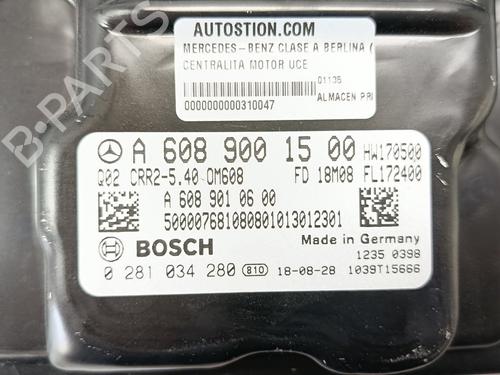 AUTOSTION.COM
MERCEDES-BENZ CLASE A BERLINA (
CENTRALITA MOTOR UCE
01135
0000000000310047
ALMACEN PRI
A 608 900 15 00 HW170500
Q02 CRR2-5.40 OM608 FD 18M08 FL172400
A 608 901 06 00
500007681080801013012301
BOSCH
Made in Germany
1235 0398
0 281 034 280 810 18-08-28 1039T15666
B-PARTS